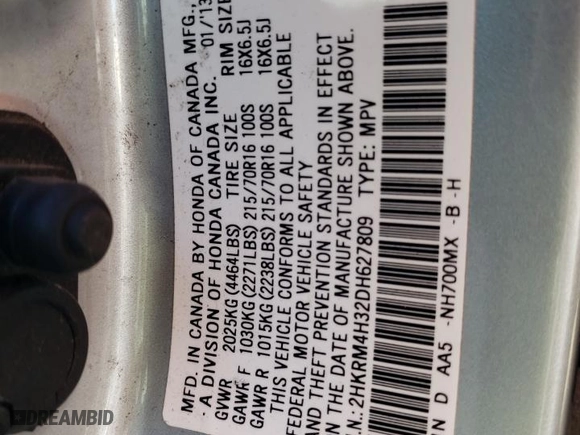 MFD. IN CANADA BY HONDA OF CANADA MFG.,
- A DIVISION OF HONDA CANADA INC. 01/'13
GVWR 2025KG (4464LBS) TIRE SIZE RIM SIZE
GAWR F 1030KG (2271LBS) 215/70R16 100S 16X6.5J
GAWR R 1015KG (2238LBS) 215/70R16 100S 16X6.5J
THIS VEHICLE CONFORMS TO ALL APPLICABLE
FEDERAL MOTOR VEHICLE SAFETY
AND THEFT PREVENTION STANDARDS IN EFFECT
ON THE DATE OF MANUFACTURE SHOWN ABOVE.
I.N.: 2HKRM4H32DH627809 TYPE: MPV
N D AA5 -NH700MX -B -H
DREAMBID